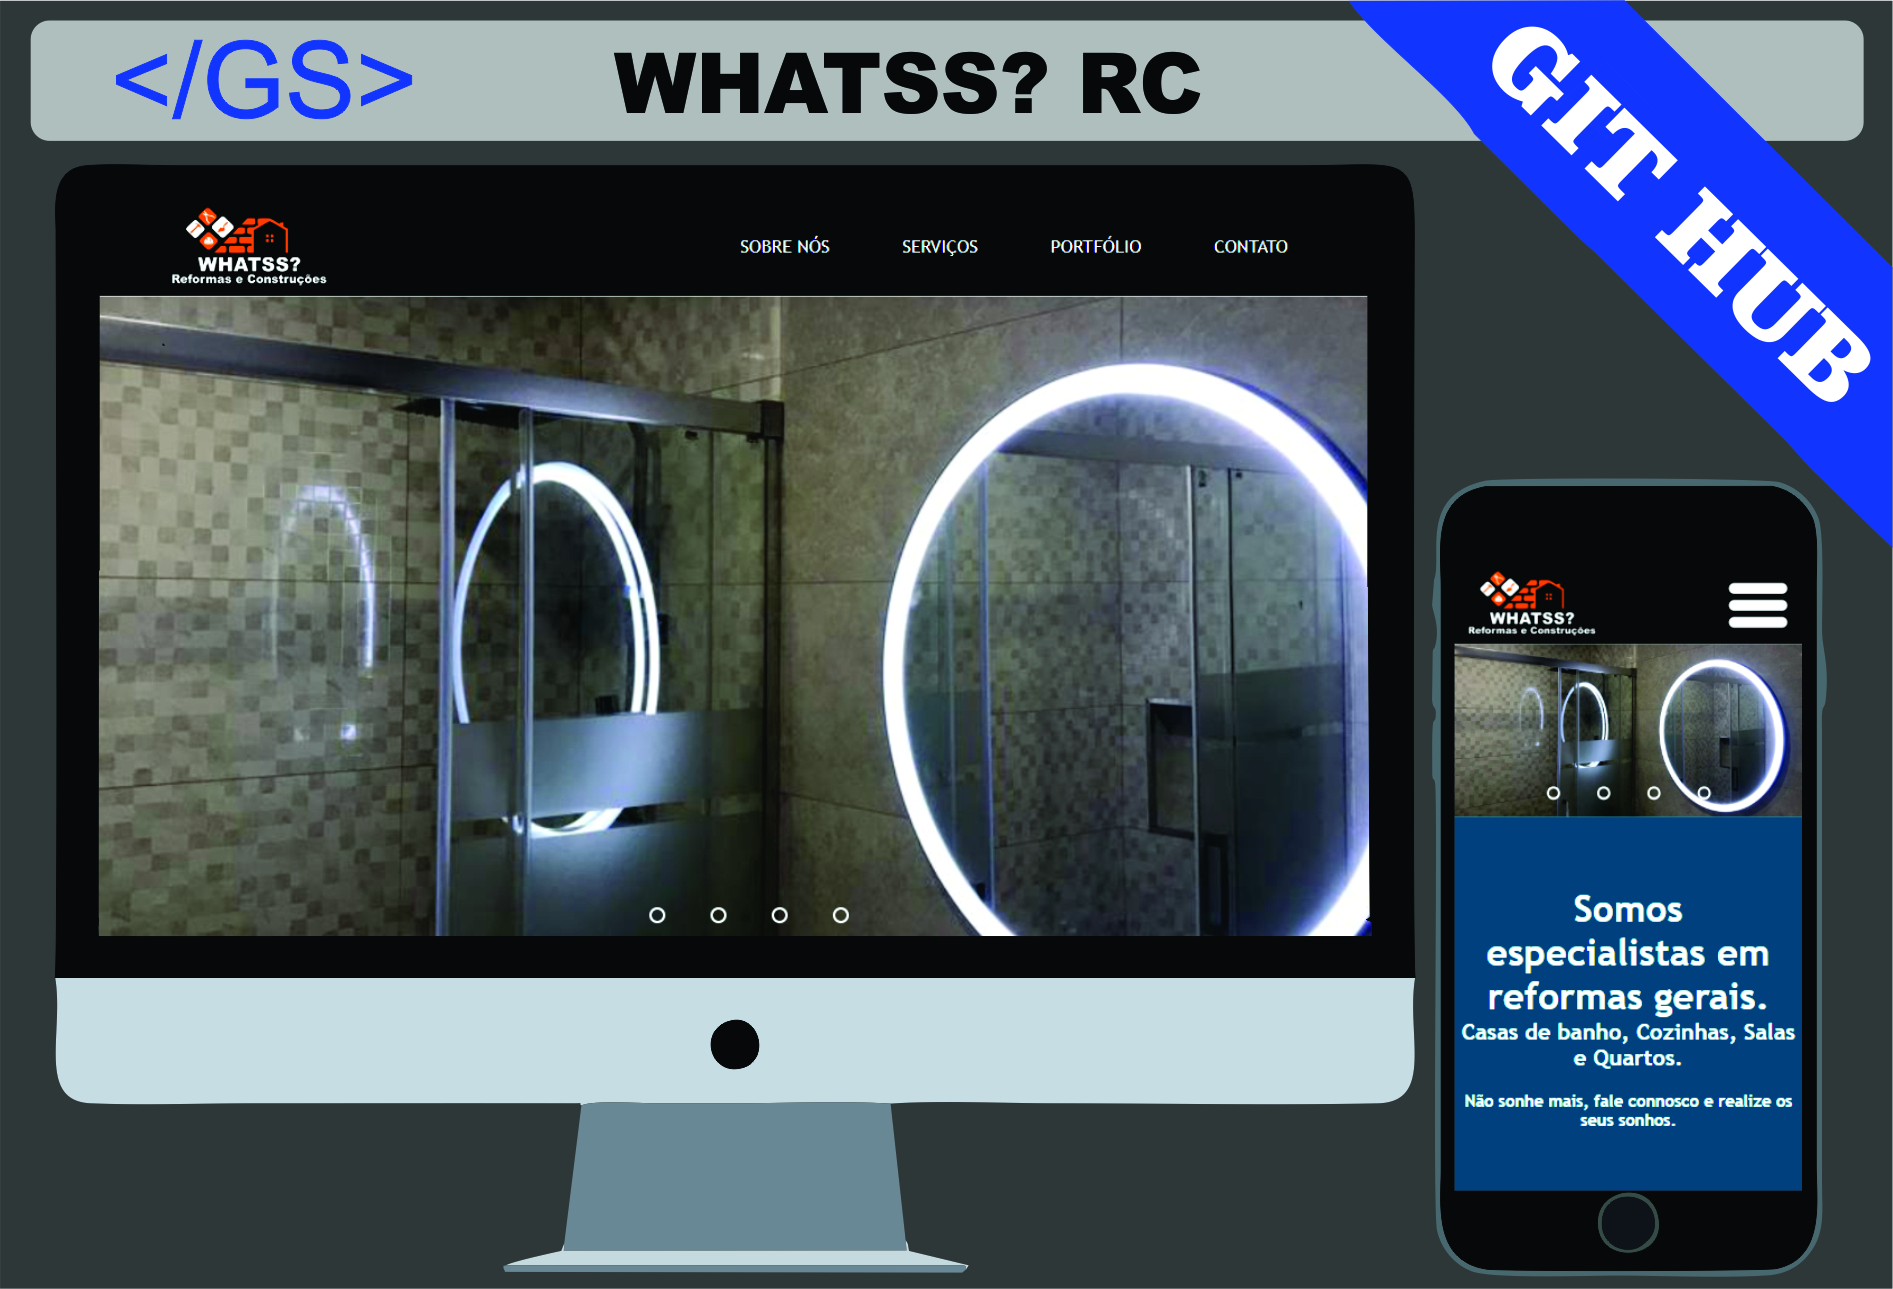 </GS>
WHATSS? RC
GIT HUB
WHATSS?
Reformas e Construções
SOBRE NÓS
SERVIÇOS
PORTFÓLIO
CONTATO
WHATSS?
Reformas e Construções
Somos
especialistas em
reformas gerais.
Casas de banho, Cozinhas, Salas
e Quartos.
Não sonhe mais, fale connosco e realize os
seus sonhos.